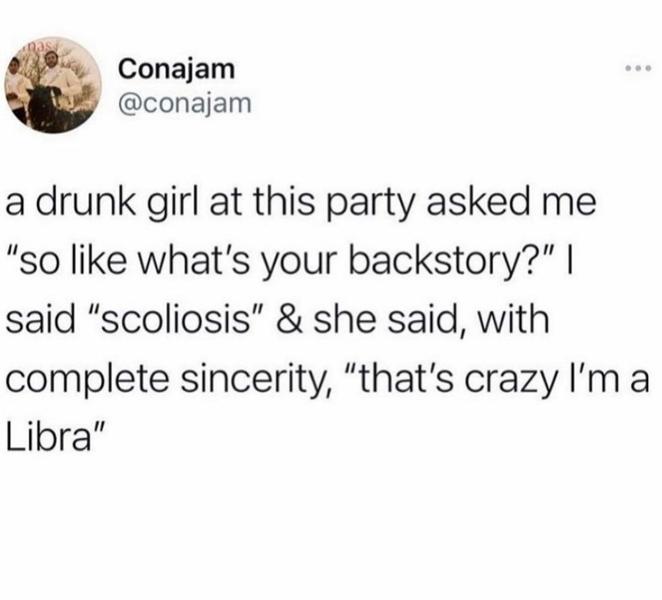 Conajam
@conajam
a drunk girl at this party asked me
"so like what's your backstory?" I
said "scoliosis" & she said, with
complete sincerity, "that's crazy I'm a
Libra"